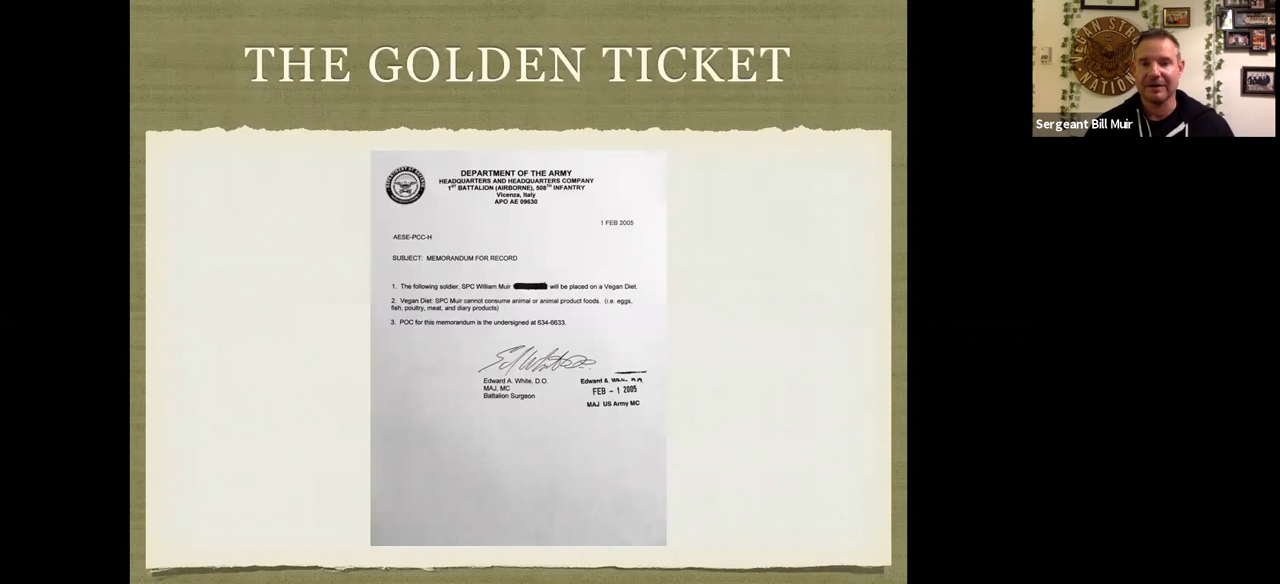 THE GOLDEN TICKET
DEPARTMENT OF THE ARMY
HEADQUARTERS AND HEADQUARTERS COMPANY
1ST BATTALION (AIRBORNE), 508TH INFANTRY
Vicenza, Italy
APO AE 09630
1 FEB 2005
AESE-PCC-H
SUBJECT: MEMORANDUM FOR RECORD
1. The following soldier, SPC William Muir will be placed on a Vegan Diet.
2. Vegan Diet: SPC Muir cannot consume animal or animal product foods. (i.e. eggs,
fish, poultry, meat, and diary products)
3. POC for this memorandum is the undersigned at 634-6633.
Edward A. White, D.O.
MAJ, MC
Battalion Surgeon
Edward A.
FEB - 1 2005
MAJ US Army MC
VEGAN STR
NATION
Sergeant Bill Muir